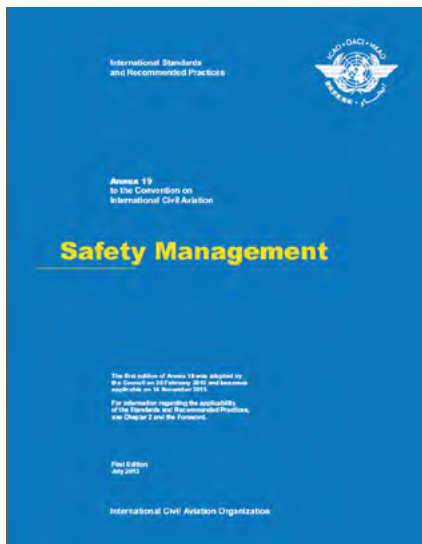 International Standards
and Recommended Practices
ICAO · OACI · ИКАО
Annex 19
to the Convention on
International Civil Aviation
Safety Management
The first edition of Annex 19 was adopted by
the Council on 25 February 2013 and becomes
applicable on 14 November 2013.
For information regarding the applicability
of the Standards and Recommended Practices,
see Chapter 2 and the Foreword.
First Edition
July 2013
International Civil Aviation Organization